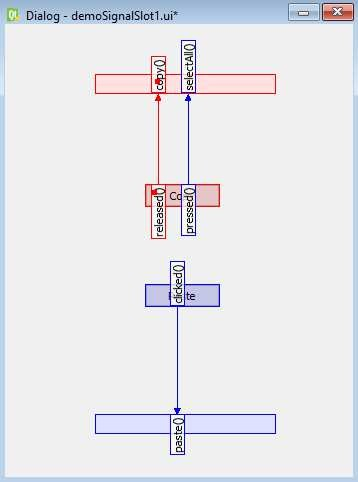 Dialog - demoSignalSlot1.ui*
copy()
selectAll()
released()
pressed()
clicked()
paste()